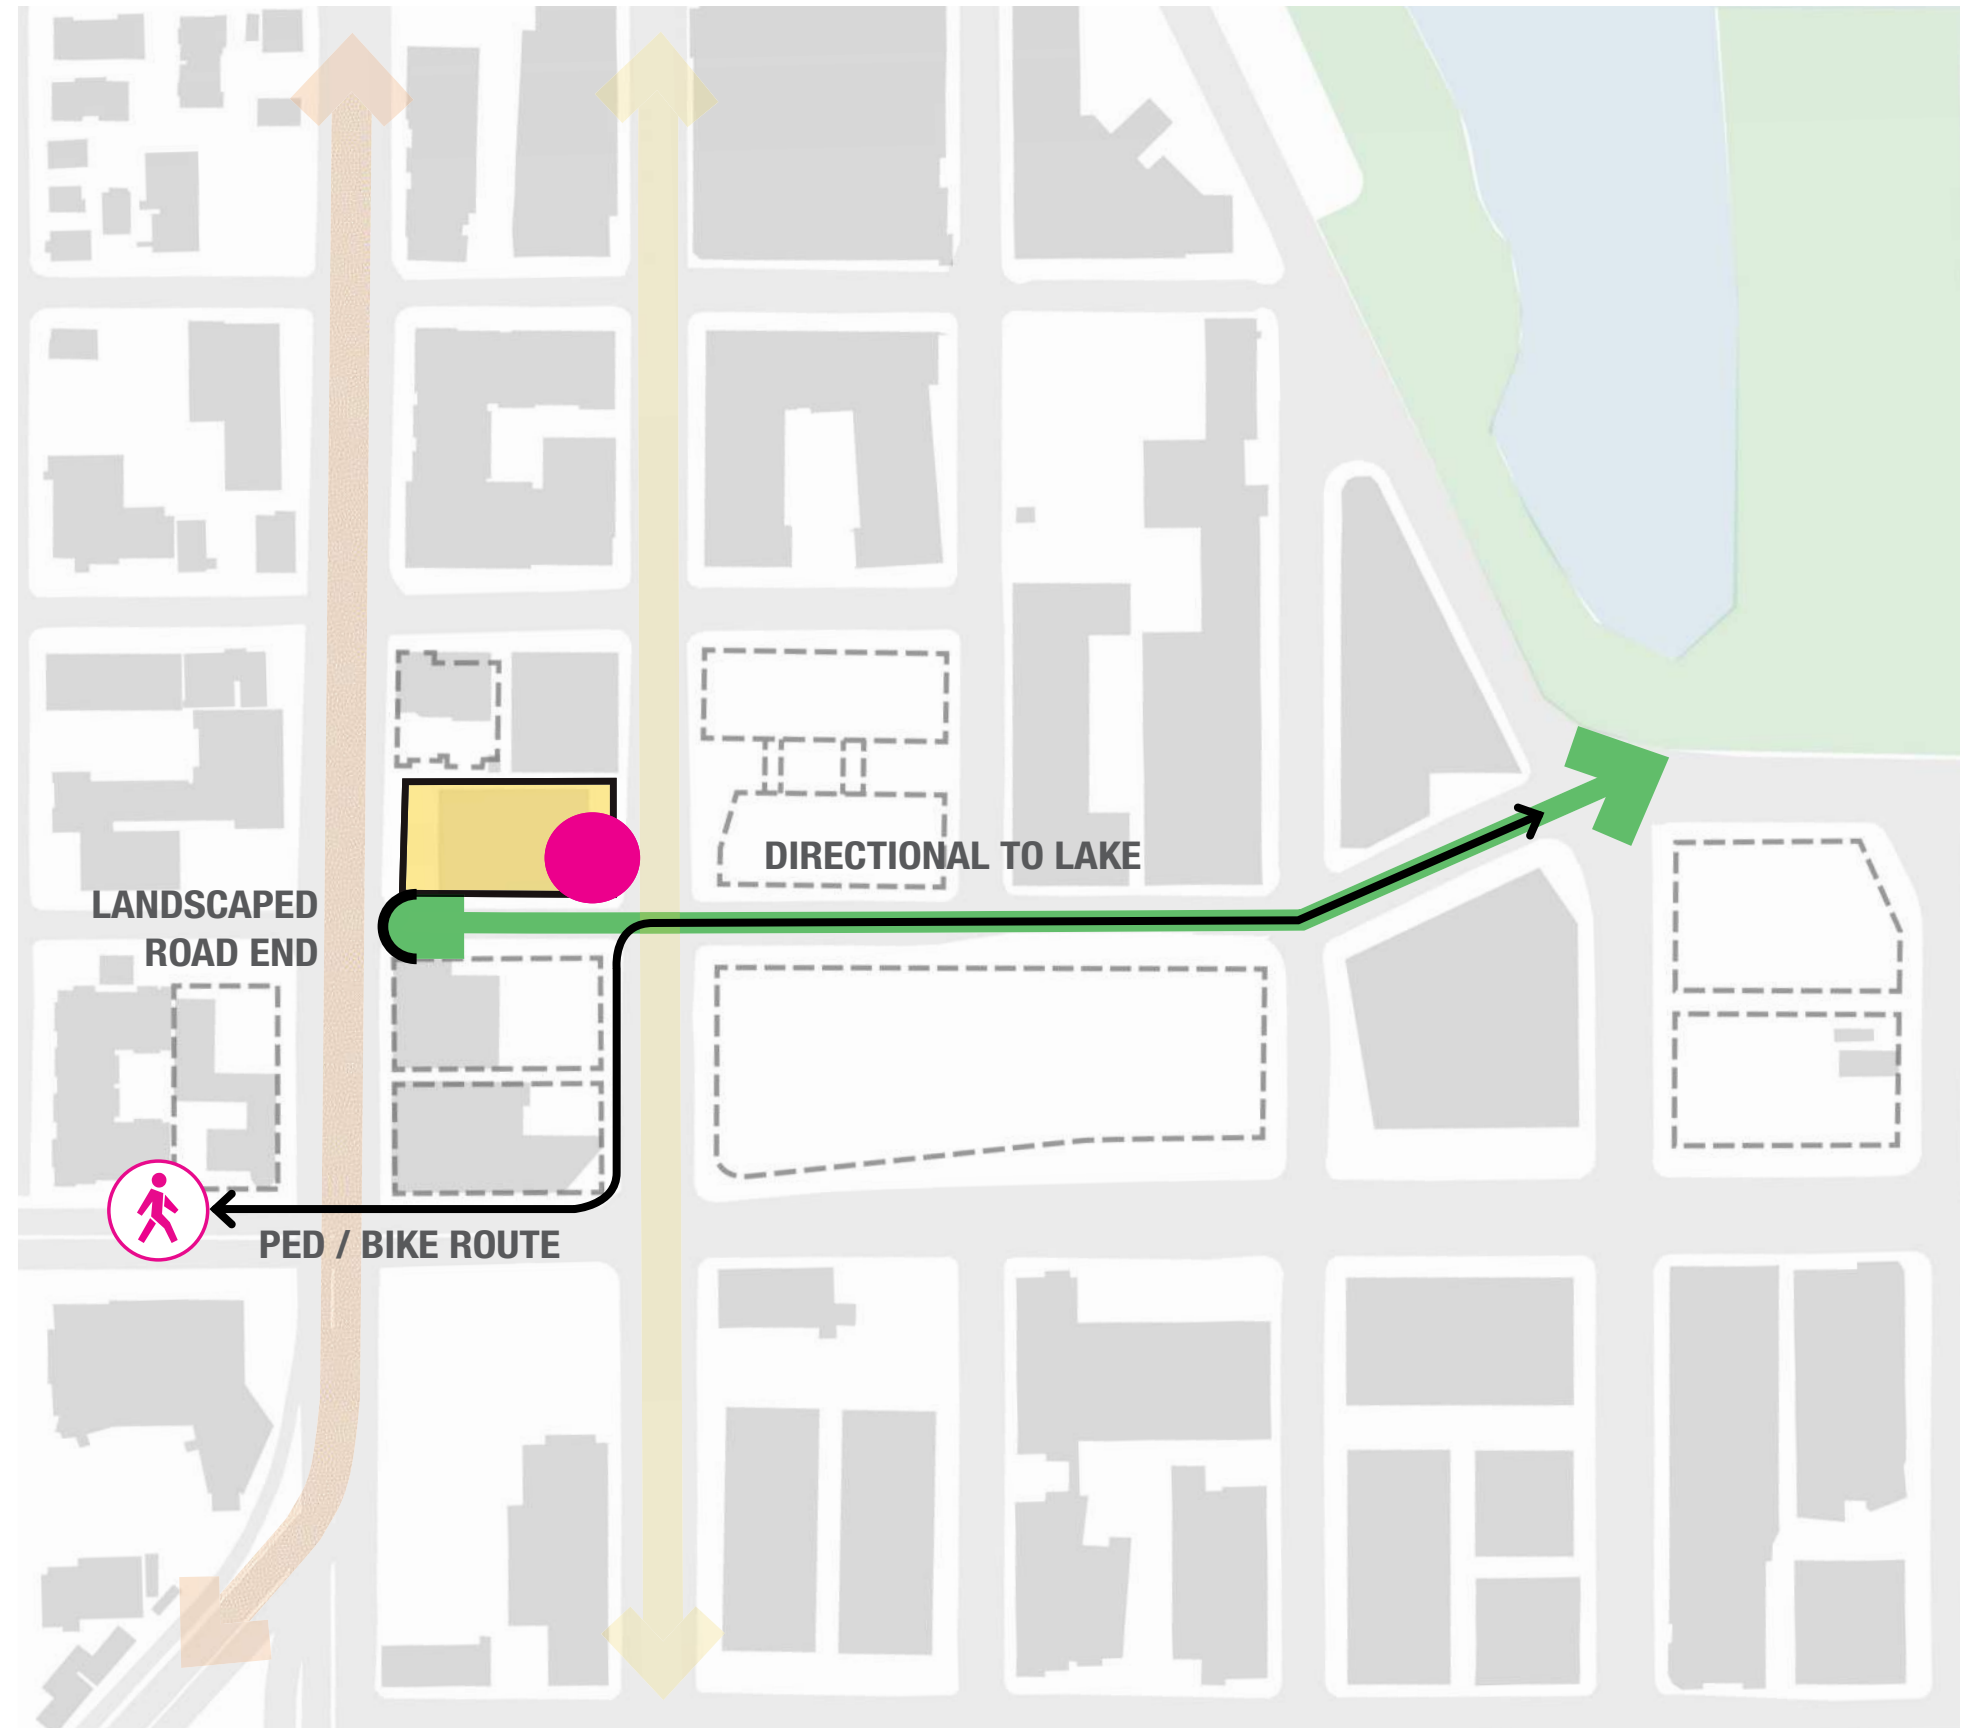 DIRECTIONAL TO LAKE
LANDSCAPED
ROAD END
PED / BIKE ROUTE